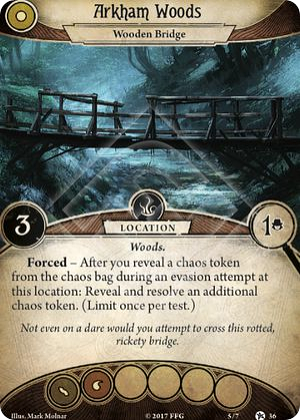 Arkham Woods
Wooden Bridge
3
LOCATION
1
Woods.
Forced – After you reveal a chaos token
from the chaos bag during an evasion attempt at
this location: Reveal and resolve an additional
chaos token. (Limit once per test.)
Not even on a dare would you attempt to cross this rotted,
rickety bridge.
Illus. Mark Molnar
© 2017 FFG
5/7
36